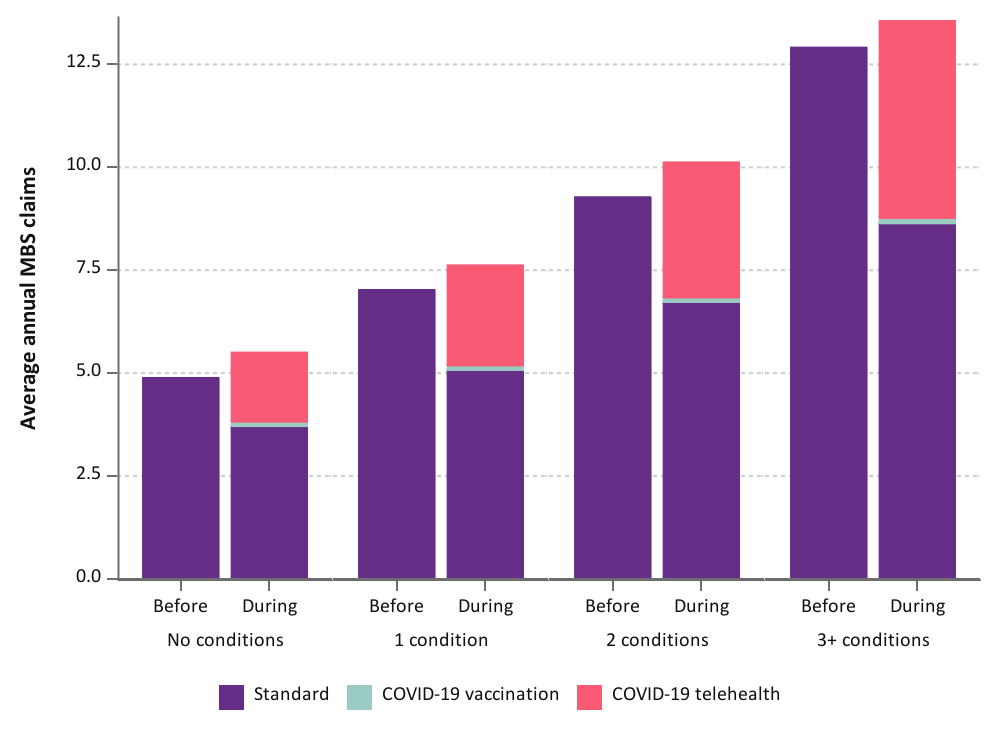 Average annual MBS claims
12.5
10.0
7.5
5.0
2.5
0.0
Before During Before During Before During Before During
No conditions 1 condition 2 conditions 3+ conditions
Standard COVID-19 vaccination COVID-19 telehealth